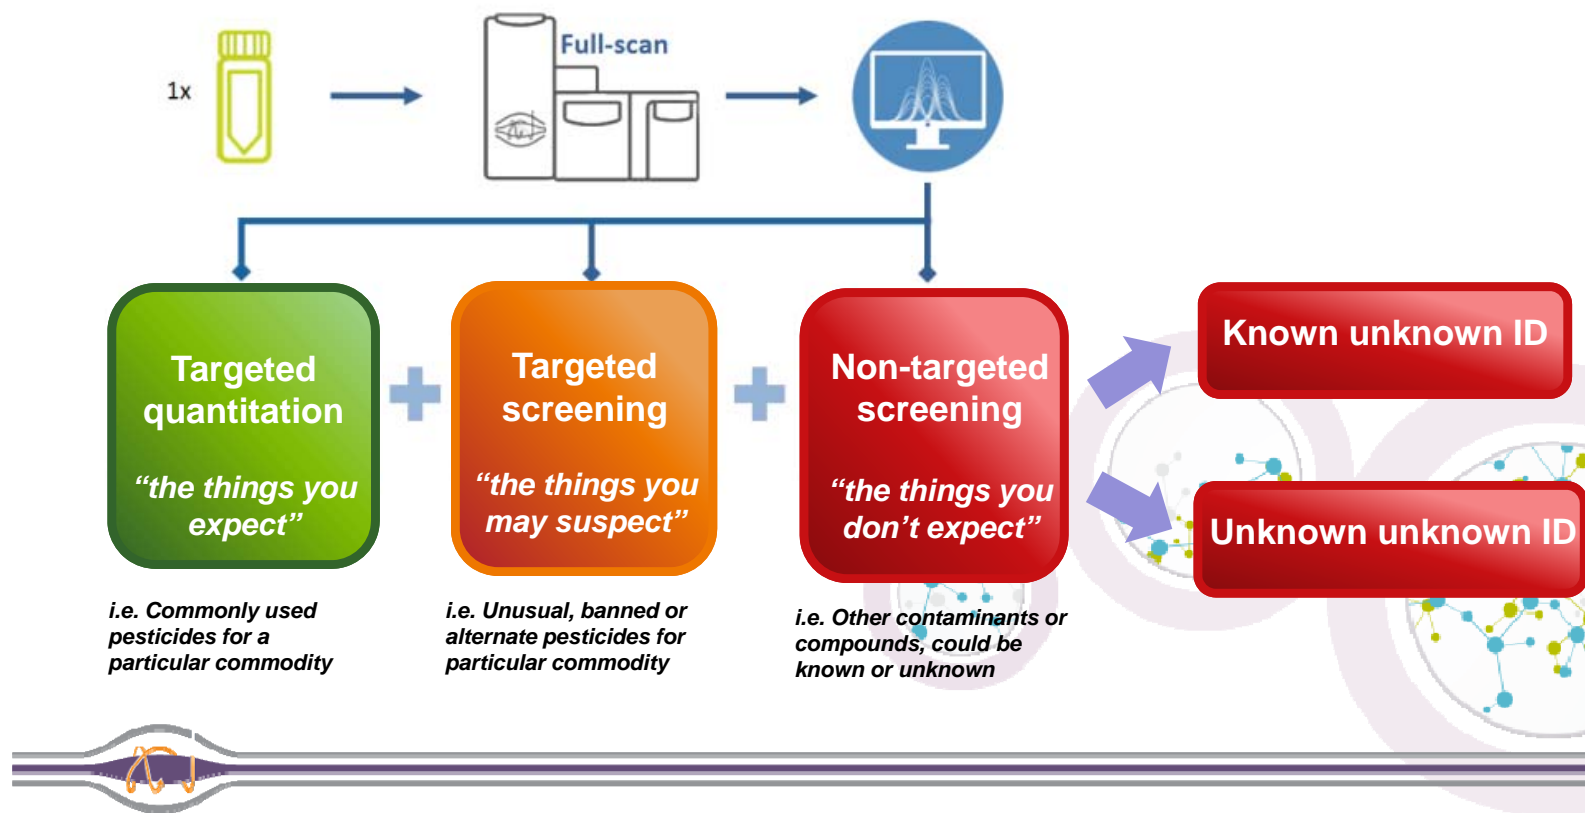 1x
Full-scan
Targeted
quantitation
“the things you
expect”
Targeted
screening
“the things you
may suspect”
Non-targeted
screening
“the things you
don’t expect”
Known unknown ID
Unknown unknown ID
i.e. Commonly used
pesticides for a
particular commodity
i.e. Unusual, banned or
alternate pesticides for
particular commodity
i.e. Other contaminants or
compounds, could be
known or unknown